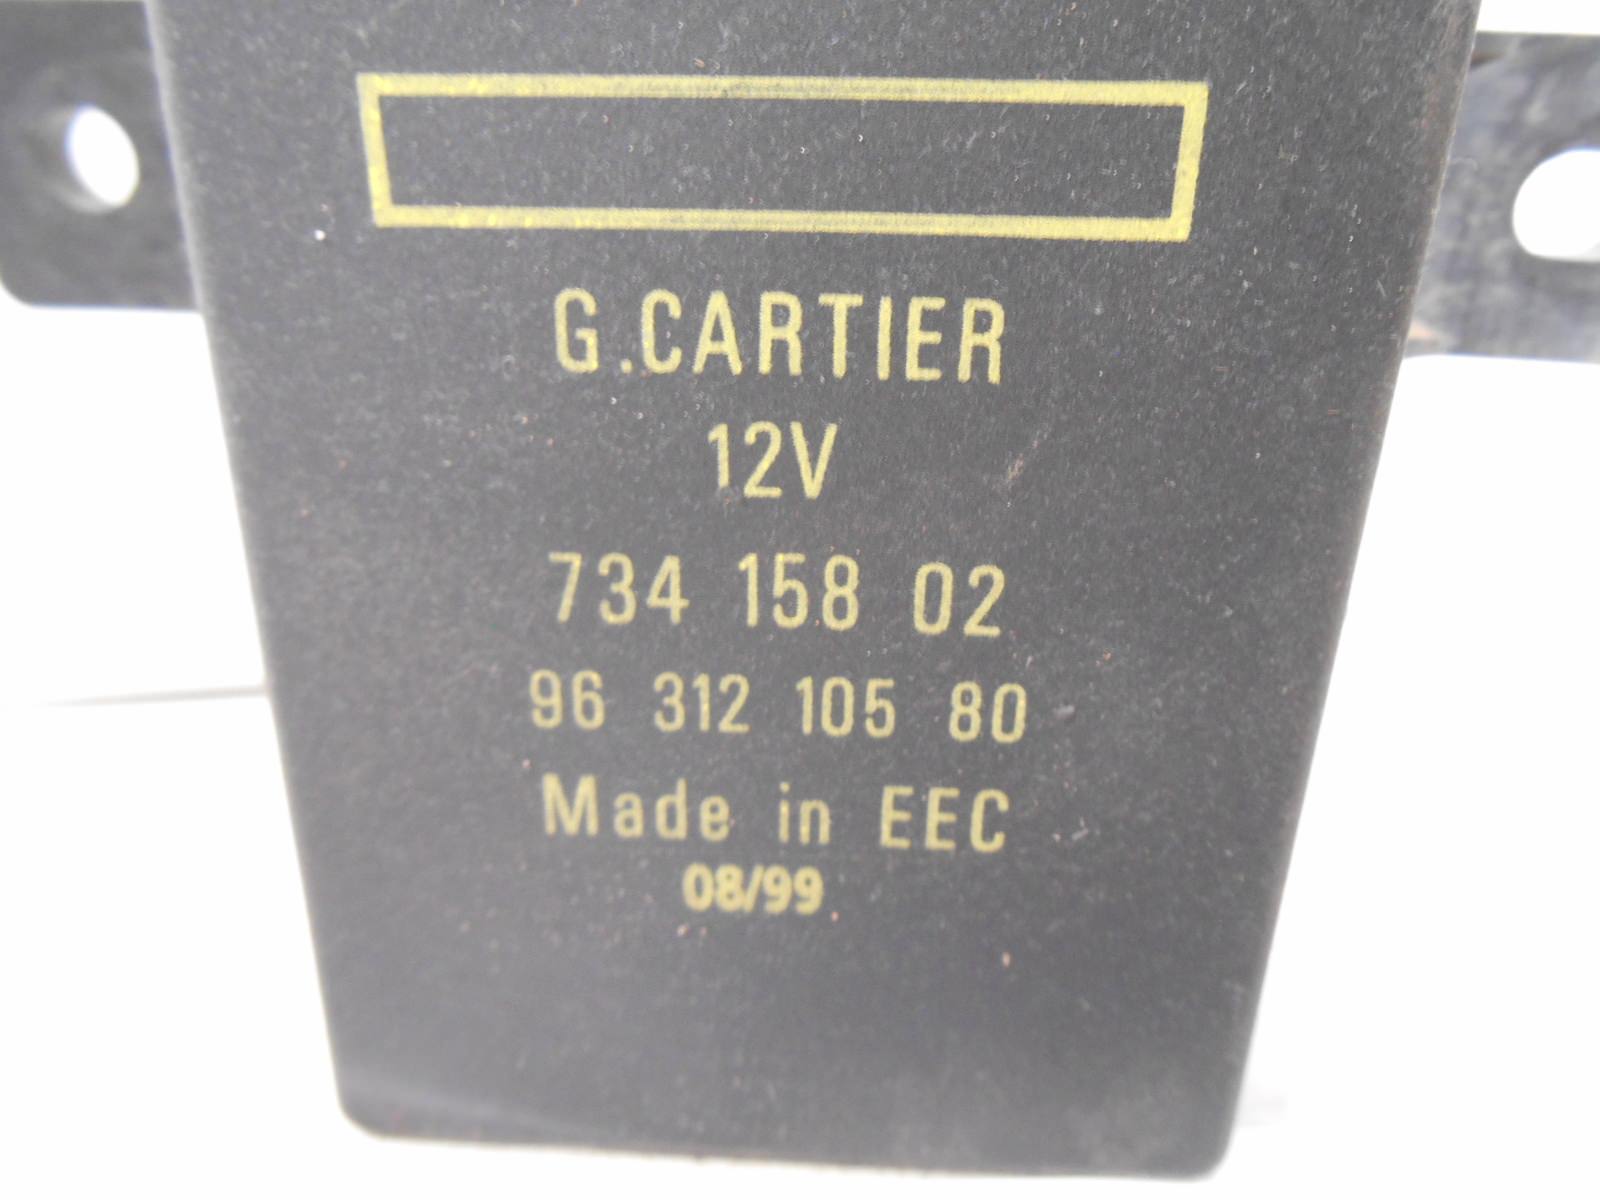 G.CARTIER
12V
734 158 02
96 312 105 80
Made in EEC
08/99